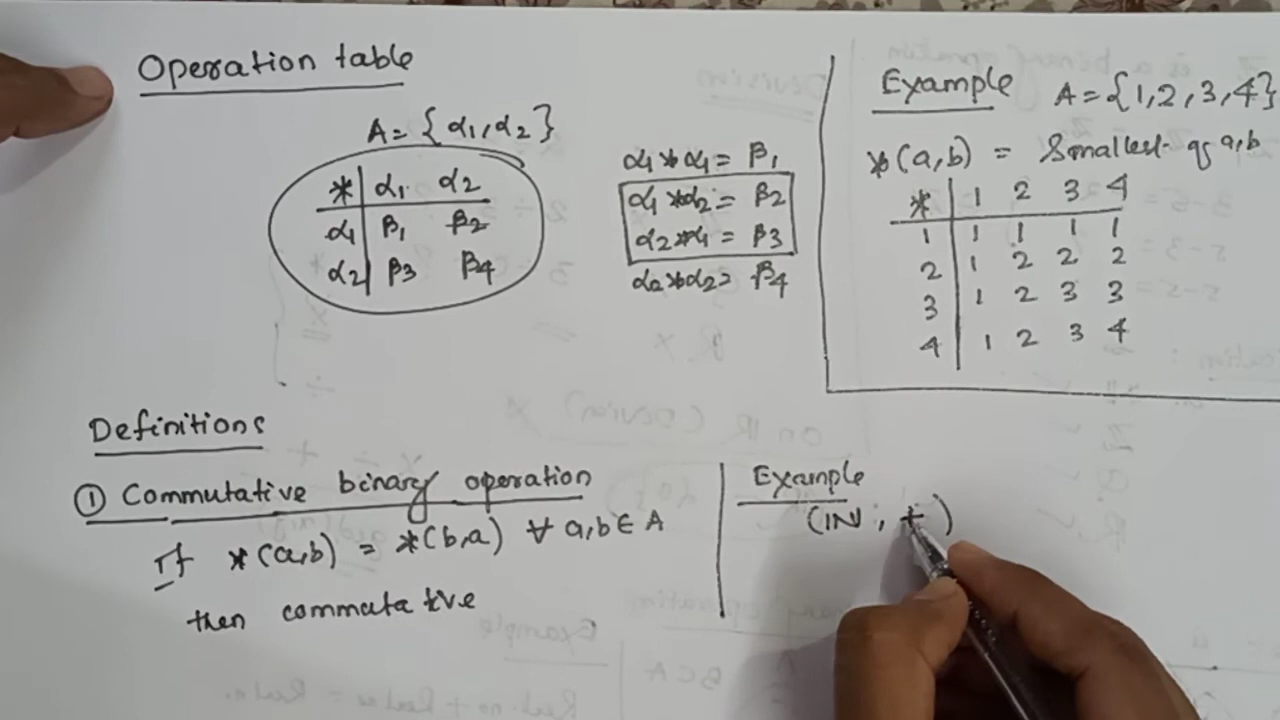 Operation table
A = {α1, α2}
* | α1 α2
α1 | β1 β2
α2 | β3 β4
α1 * α1 = β1
α1 * α2 = β2
α2 * α1 = β3
α2 * α2 = β4
Example A = {1,2,3,4}
*(a,b) = Smallest of a,b
* | 1 2 3 4
1 | 1 1 1 1
2 | 1 2 2 2
3 | 1 2 3 3
4 | 1 2 3 4
Definitions
① Commutative binary operation
If *(a,b) = *(b,a) ∀ a,b ∈ A
then commutative
Example
(IN, +)